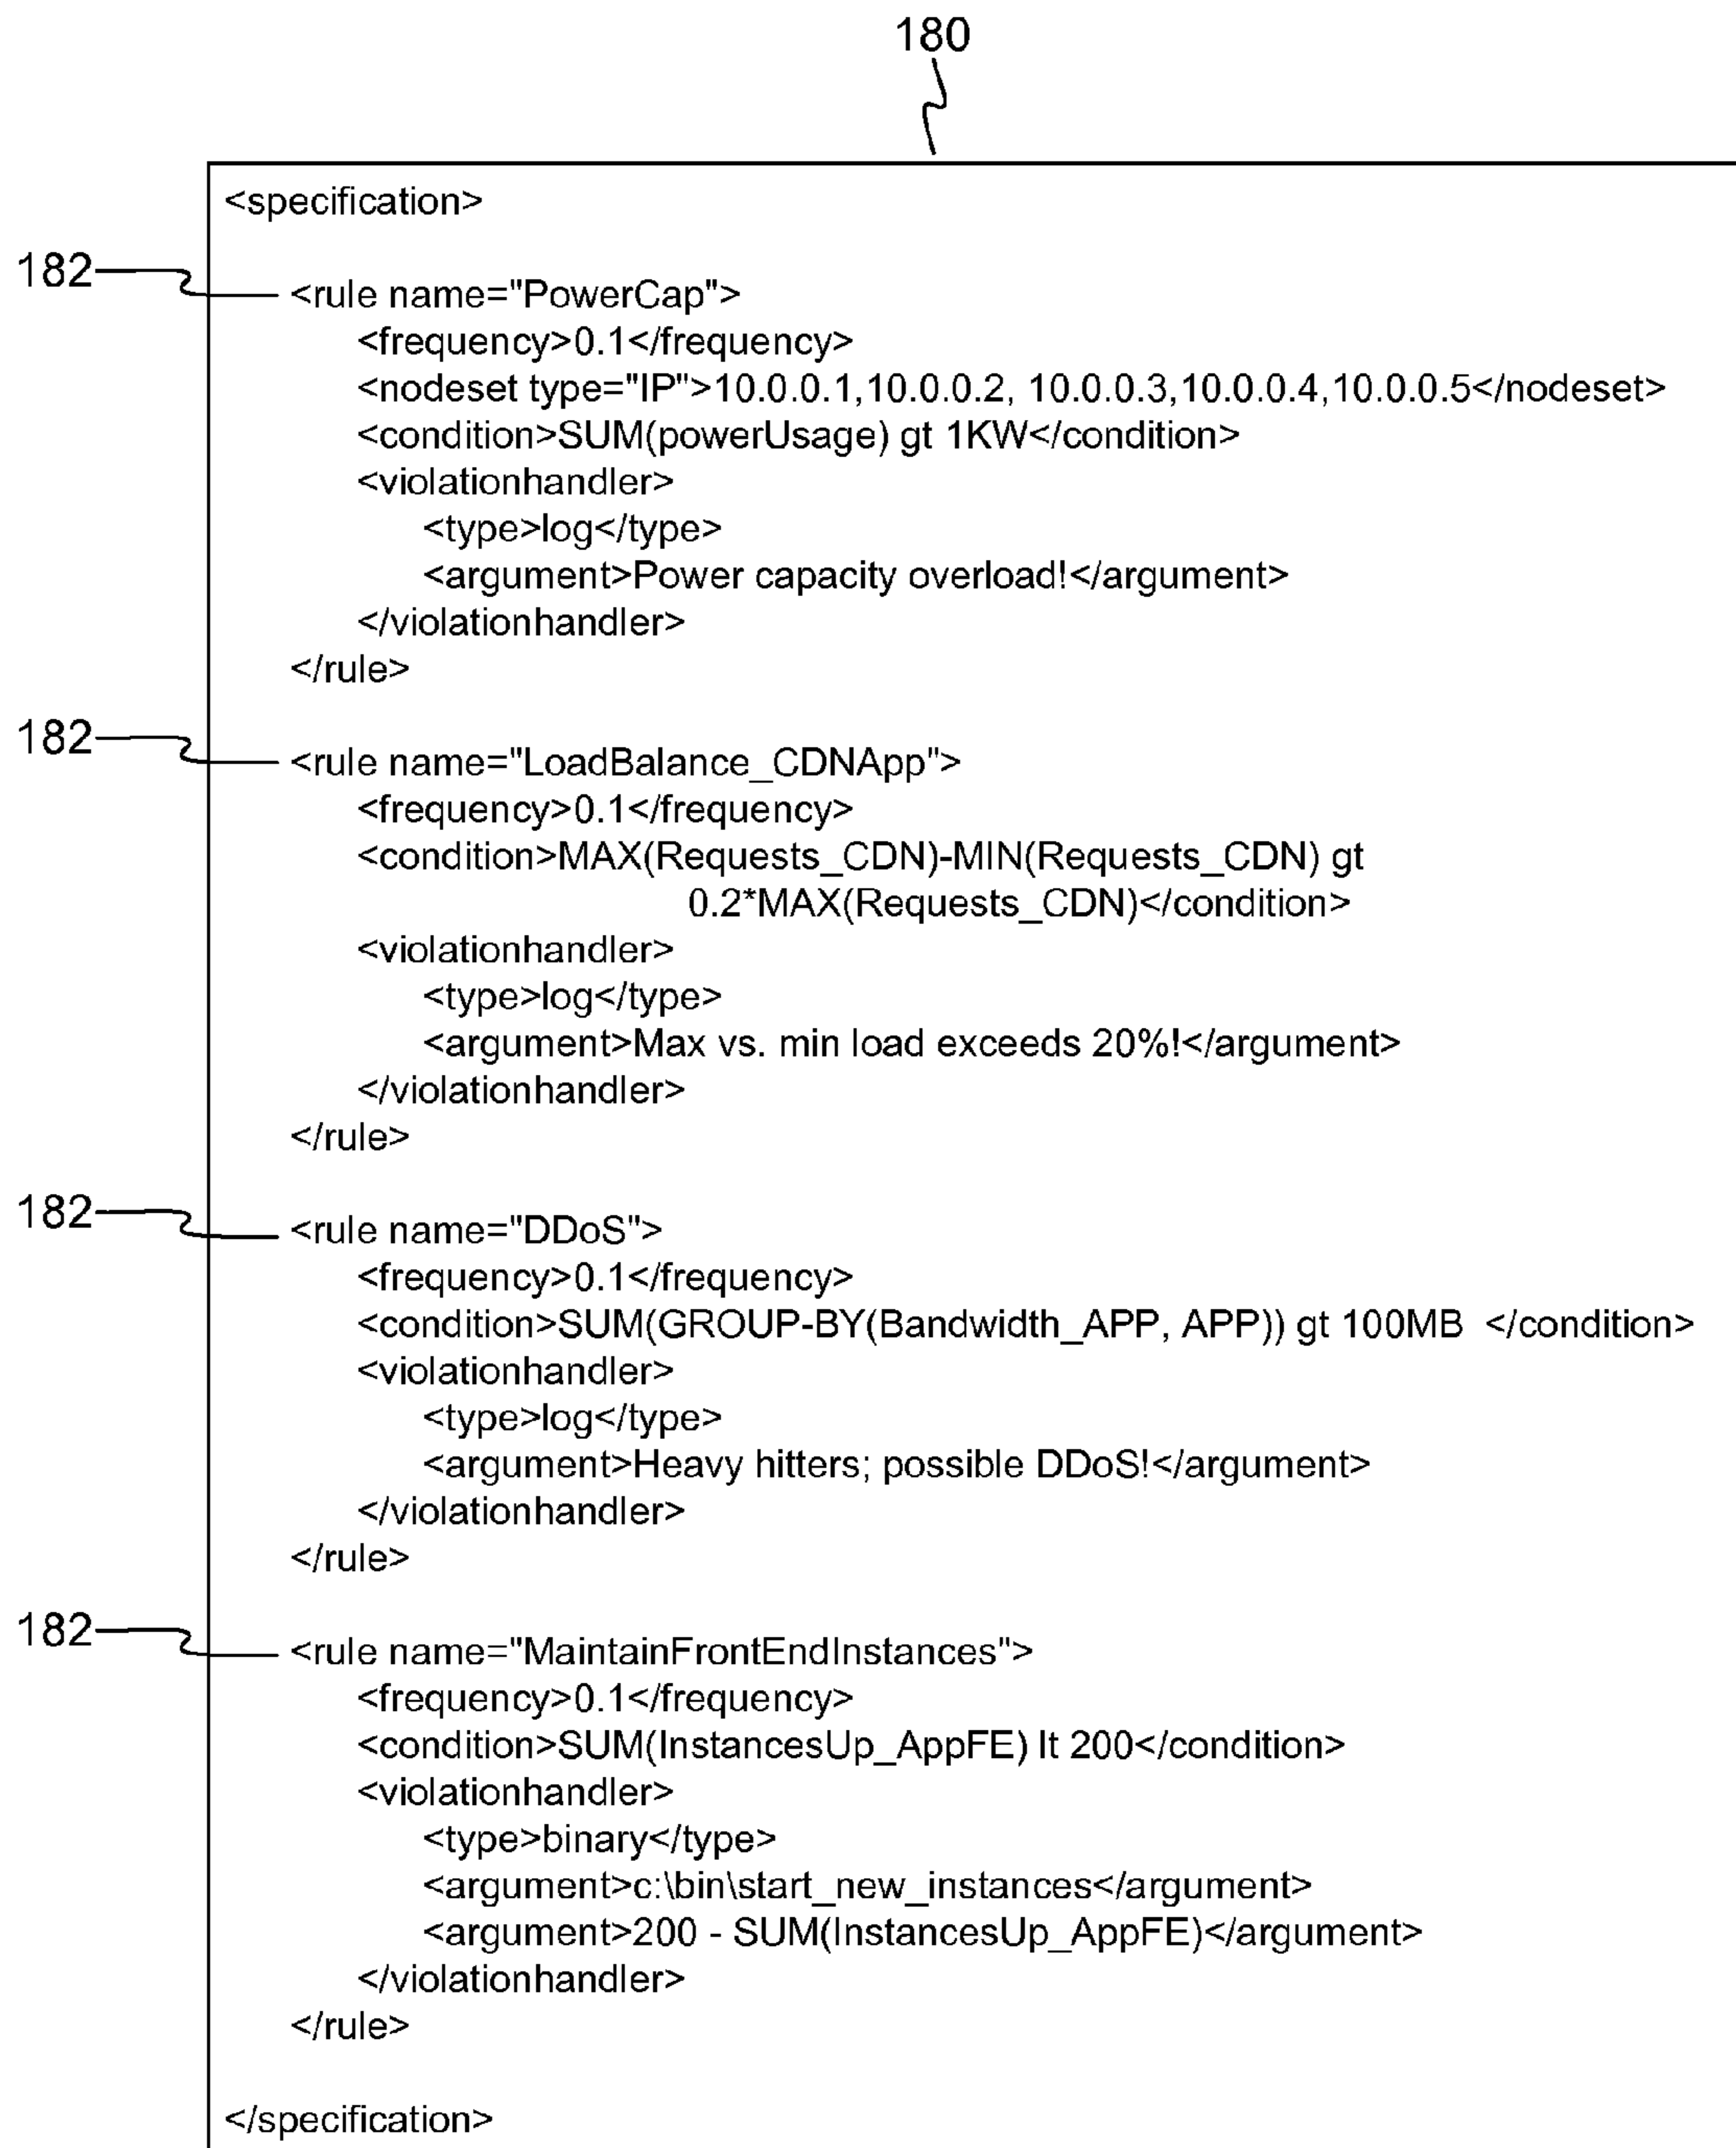 180
<specification>
182
<rule name="PowerCap">
<frequency>0.1</frequency>
<nodeset type="IP">10.0.0.1,10.0.0.2, 10.0.0.3,10.0.0.4,10.0.0.5</nodeset>
<condition>SUM(powerUsage) gt 1KW</condition>
<violationhandler>
<type>log</type>
<argument>Power capacity overload!</argument>
</violationhandler>
</rule>
182
<rule name="LoadBalance_CDNApp">
<frequency>0.1</frequency>
<condition>MAX(Requests_CDN)-MIN(Requests_CDN) gt
0.2*MAX(Requests_CDN)</condition>
<violationhandler>
<type>log</type>
<argument>Max vs. min load exceeds 20%!</argument>
</violationhandler>
</rule>
182
<rule name="DDoS">
<frequency>0.1</frequency>
<condition>SUM(GROUP-BY(Bandwidth_APP, APP)) gt 100MB </condition>
<violationhandler>
<type>log</type>
<argument>Heavy hitters; possible DDoS!</argument>
</violationhandler>
</rule>
182
<rule name="MaintainFrontEndInstances">
<frequency>0.1</frequency>
<condition>SUM(InstancesUp_AppFE) lt 200</condition>
<violationhandler>
<type>binary</type>
<argument>c:\bin\start_new_instances</argument>
<argument>200 - SUM(InstancesUp_AppFE)</argument>
</violationhandler>
</rule>
</specification>